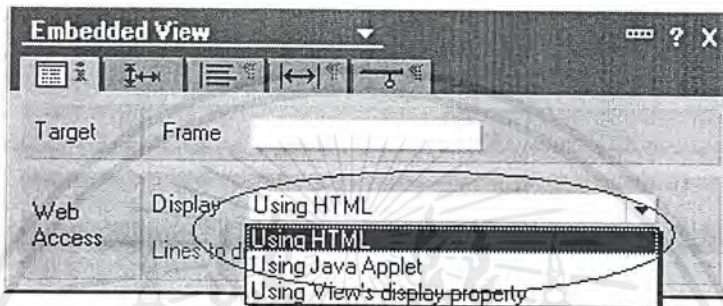 Embedded View ? X
Target Frame
Web Access Display Using HTML
Lines to d
Using HTML
Using Java Applet
Using View's display property